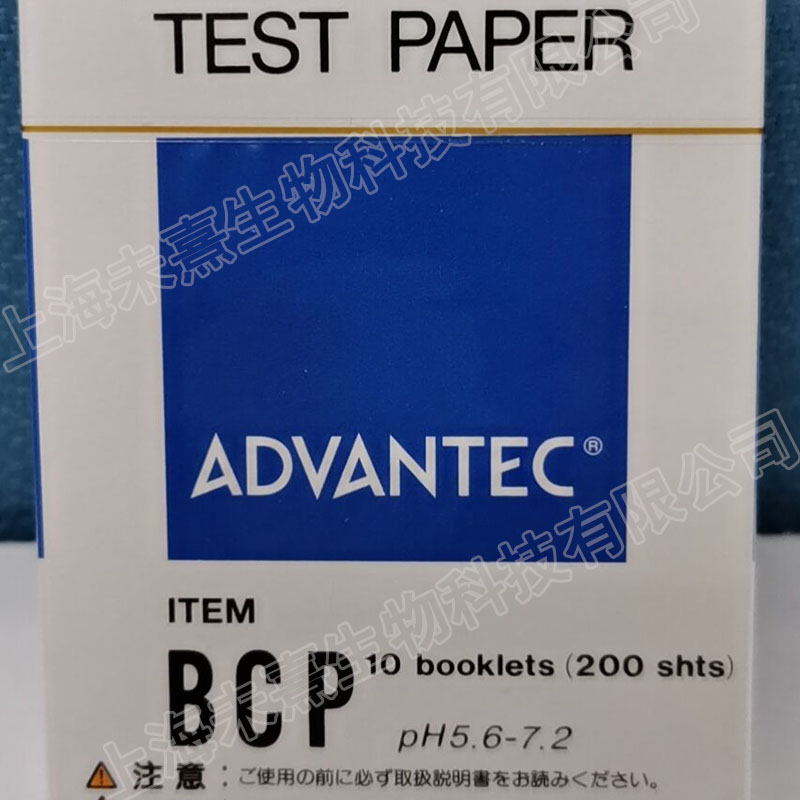 TEST PAPER
上海未熹生物科技有限公司
ADVANTEC®
上海未熹生物科技有限公司
ITEM
BCP 10 booklets (200 shts)
pH5.6-7.2
⚠注意：ご使用の前に必ず取扱説明書をお読みください。